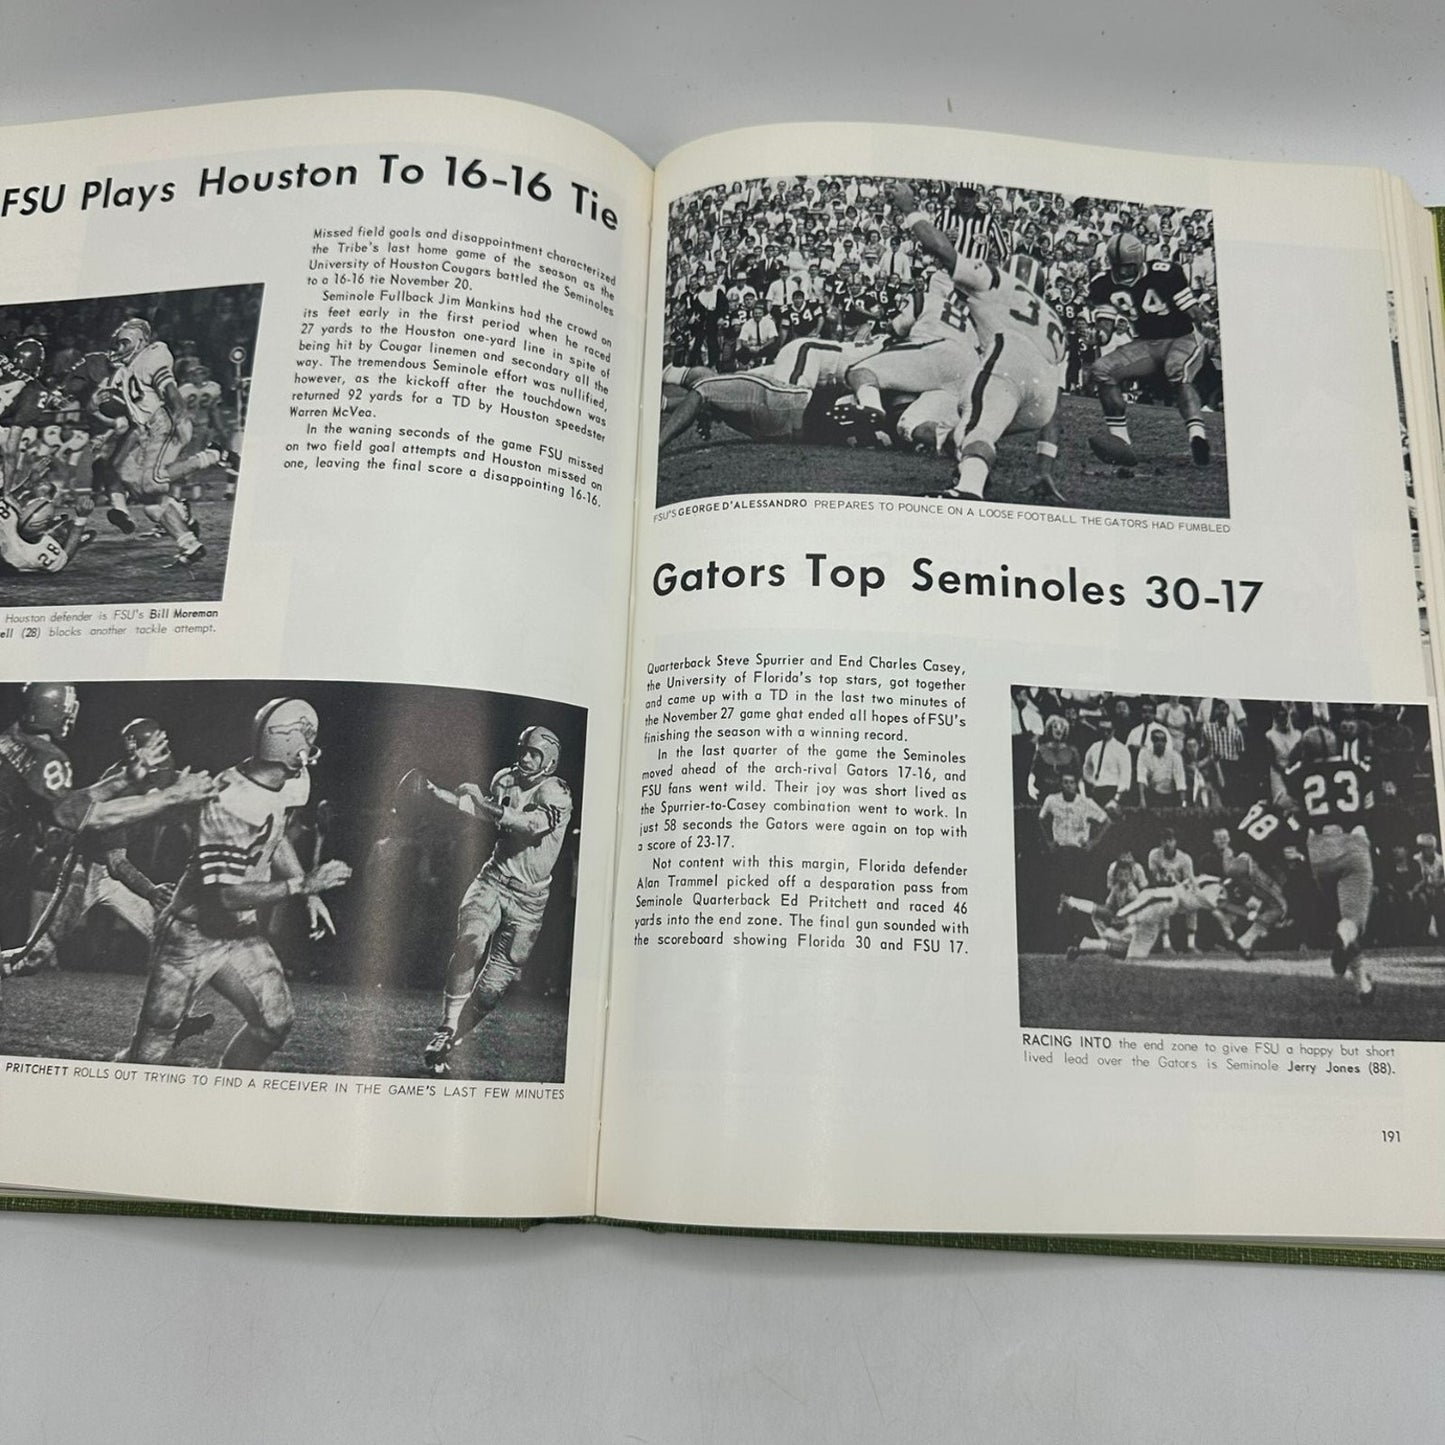 FSU Plays Houston To 16-16 Tie
Missed field goals and disappointment characterized
the Tribe's last home game of the season as the
University of Houston Cougars battled the Seminoles
to a 16-16 tie November 20.
Seminole Fullback Jim Mankins had the crowd on
its feet early in the first period when he raced
27 yards to the Houston one-yard line in spite of
being hit by Cougar linemen and secondary all the
way. The tremendous Seminole effort was nullified,
however, as the kickoff after the touchdown was
returned 92 yards for a TD by Houston speedster
Warren McVea.
In the waning seconds of the game FSU missed
on two field goal attempts and Houston missed on
one, leaving the final score a disappointing 16-16.
28
Houston defender is FSU's Bill Moreman
ell (28) blocks another tackle attempt.
81
PRITCHETT ROLLS OUT TRYING TO FIND A RECEIVER IN THE GAME'S LAST FEW MINUTES
64
84
FSU'S GEORGE D'ALESSANDRO PREPARES TO POUNCE ON A LOOSE FOOTBALL THE GATORS HAD FUMBLED
Gators Top Seminoles 30-17
Quarterback Steve Spurrier and End Charles Casey,
the University of Florida's top stars, got together
and came up with a TD in the last two minutes of
the November 27 game ghat ended all hopes of FSU's
finishing the season with a winning record.
In the last quarter of the game the Seminoles
moved ahead of the arch-rival Gators 17-16, and
FSU fans went wild. Their joy was short lived as
the Spurrier-to-Casey combination went to work. In
just 58 seconds the Gators were again on top with
a score of 23-17.
Not content with this margin, Florida defender
Alan Trammel picked off a desparation pass from
Seminole Quarterback Ed Pritchett and raced 46
yards into the end zone. The final gun sounded with
the scoreboard showing Florida 30 and FSU 17.
23
88
RACING INTO the end zone to give FSU a happy but short
lived lead over the Gators is Seminole Jerry Jones (88).
191